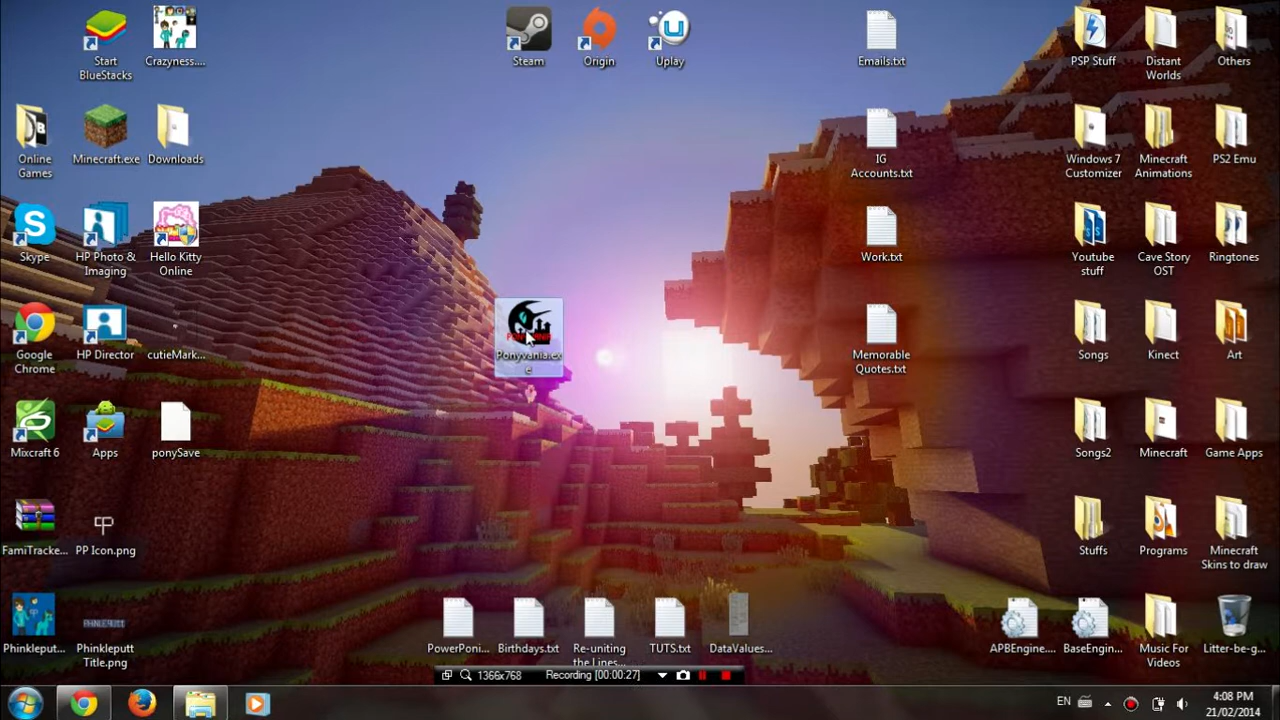 Start
BlueStacks
Crazyness....
Steam
Origin
Uplay
Emails.txt
PSP Stuff
Distant
Worlds
Others
Online
Games
Minecraft.exe
Downloads
IG
Accounts.txt
Windows 7
Customizer
Minecraft
Animations
PS2 Emu
Skype
HP Photo &
Imaging
Hello Kitty
Online
Work.txt
Youtube
stuff
Cave Story
OST
Ringtones
Google
Chrome
HP Director
cutieMark...
Ponyvania.ex
e
Memorable
Quotes.txt
Songs
Kinect
Art
Mixcraft 6
Apps
ponySave
Songs2
Minecraft
Game Apps
FamiTracke...
PP Icon.png
Stuffs
Programs
Minecraft
Skins to draw
PHINKLEPUTT
Phinkleput...
Phinkleputt
Title.png
PowerPoni...
Birthdays.txt
Re-uniting
the Lines...
TUTS.txt
DataValues...
APBEngine....
BaseEngin...
Music For
Videos
Litter-be-g...
1366x768
Recording [00:00:27]
EN
4:08 PM
21/02/2014